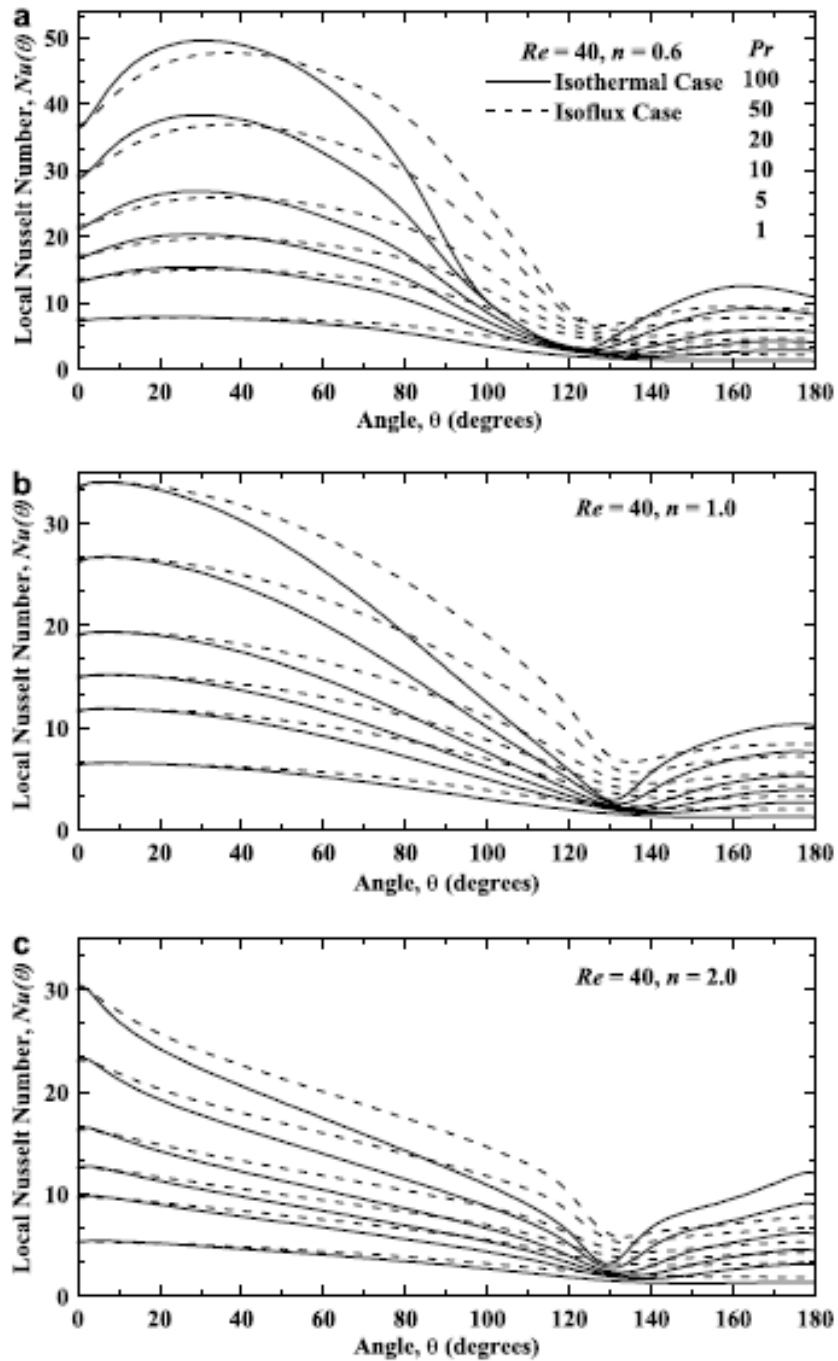 a
Re = 40, n = 0.6 Pr
Isothermal Case 100
Isoflux Case 50
20
10
5
1
Local Nusselt Number, Nu(θ)
50
40
30
20
10
0
0 20 40 60 80 100 120 140 160 180
Angle, θ (degrees)
b
Re = 40, n = 1.0
Local Nusselt Number, Nu(θ)
30
20
10
0
0 20 40 60 80 100 120 140 160 180
Angle, θ (degrees)
c
Re = 40, n = 2.0
Local Nusselt Number, Nu(θ)
30
20
10
0
0 20 40 60 80 100 120 140 160 180
Angle, θ (degrees)